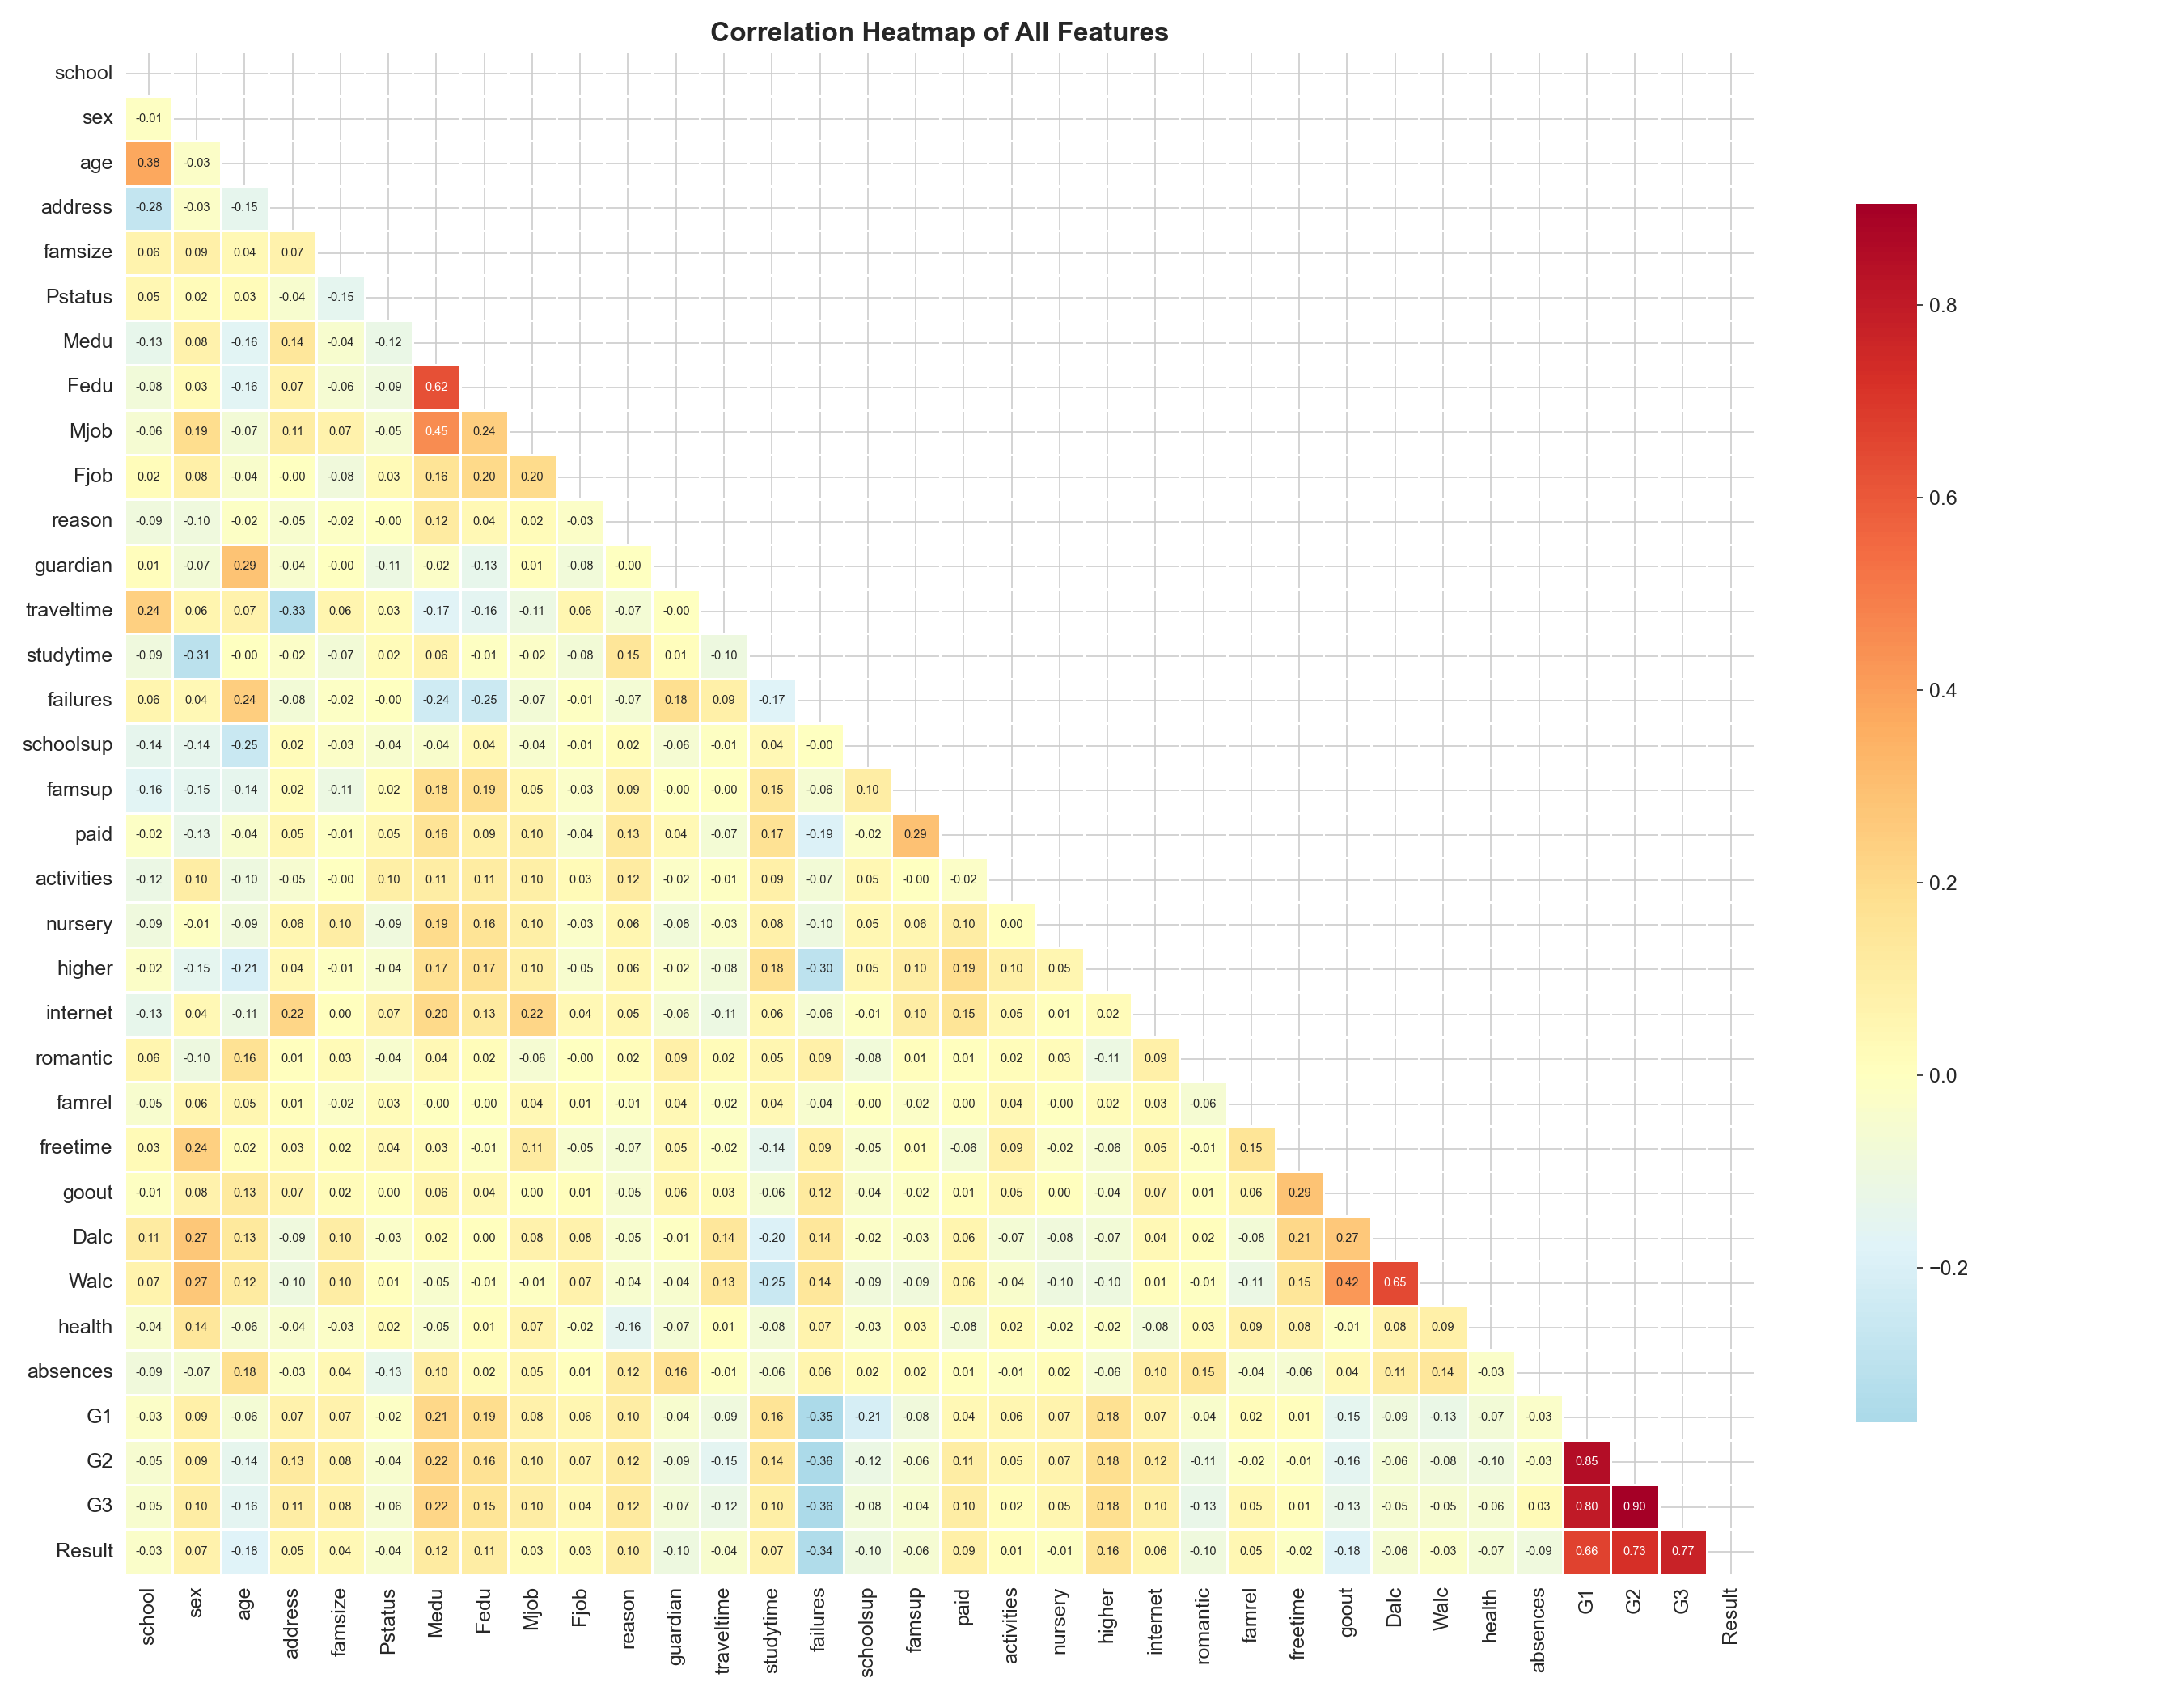 Correlation Heatmap of All Features
school
sex -0.01
age 0.38 -0.03
address -0.28 -0.03 -0.15
famsize 0.06 0.09 0.04 0.07
Pstatus 0.05 0.02 0.03 -0.04 -0.15
Medu -0.13 0.08 -0.16 0.14 -0.04 -0.12
Fedu -0.08 0.03 -0.16 0.07 -0.06 -0.09 0.62
Mjob -0.06 0.19 -0.07 0.11 0.07 -0.05 0.45 0.24
Fjob 0.02 0.08 -0.04 -0.00 -0.08 0.03 0.16 0.20 0.20
reason -0.09 -0.10 -0.02 -0.05 -0.02 -0.00 0.12 0.04 0.02 -0.03
guardian 0.01 -0.07 0.29 -0.04 -0.00 -0.11 -0.02 -0.13 0.01 -0.08 -0.00
traveltime 0.24 0.06 0.07 -0.33 0.06 0.03 -0.17 -0.16 -0.11 0.06 -0.07 -0.00
studytime -0.09 -0.31 -0.00 -0.02 -0.07 0.02 0.06 -0.01 -0.02 -0.08 0.15 0.01 -0.10
failures 0.06 0.04 0.24 -0.08 -0.02 -0.00 -0.24 -0.25 -0.07 -0.01 -0.07 0.18 0.09 -0.17
schoolsup -0.14 -0.14 -0.25 0.02 -0.03 -0.04 -0.04 0.04 -0.04 -0.01 0.02 -0.06 -0.01 0.04 -0.00
famsup -0.16 -0.15 -0.14 0.02 -0.11 0.02 0.18 0.19 0.05 -0.03 0.09 -0.00 -0.00 0.15 -0.06 0.10
paid -0.02 -0.13 -0.04 0.05 -0.01 0.05 0.16 0.09 0.10 -0.04 0.13 0.04 -0.07 0.17 -0.19 -0.02 0.29
activities -0.12 0.10 -0.10 -0.05 -0.00 0.10 0.11 0.11 0.10 0.03 0.12 -0.02 -0.01 0.09 -0.07 0.05 -0.00 -0.02
nursery -0.09 -0.01 -0.09 0.06 0.10 -0.09 0.19 0.16 0.10 -0.03 0.06 -0.08 -0.03 0.08 -0.10 0.05 0.06 0.10 0.00
higher -0.02 -0.15 -0.21 0.04 -0.01 -0.04 0.17 0.17 0.10 -0.05 0.06 -0.02 -0.08 0.18 -0.30 0.05 0.10 0.19 0.10 0.05
internet -0.13 0.04 -0.11 0.22 0.00 0.07 0.20 0.13 0.22 0.04 0.05 -0.06 -0.11 0.06 -0.06 -0.01 0.10 0.15 0.05 0.01 0.02
romantic 0.06 -0.10 0.16 0.01 0.03 -0.04 0.04 0.02 -0.06 -0.00 0.02 0.09 0.02 0.05 0.09 -0.08 0.01 0.01 0.02 0.03 -0.11 0.09
famrel -0.05 0.06 0.05 0.01 -0.02 0.03 -0.00 -0.00 0.04 0.01 -0.01 0.04 -0.02 0.04 -0.04 -0.00 -0.02 0.00 0.04 -0.00 0.02 0.03 -0.06
freetime 0.03 0.24 0.02 0.03 0.02 0.04 0.03 -0.01 0.11 -0.05 -0.07 0.05 -0.02 -0.14 0.09 -0.05 0.01 -0.06 0.09 -0.02 -0.06 0.05 -0.01 0.15
goout -0.01 0.08 0.13 0.07 0.02 0.00 0.06 0.04 0.00 0.01 -0.05 0.06 0.03 -0.06 0.12 -0.04 -0.02 0.01 0.05 0.00 -0.04 0.07 0.01 0.06 0.29
Dalc 0.11 0.27 0.13 -0.09 0.10 -0.03 0.02 0.00 0.08 0.08 -0.05 -0.01 0.14 -0.20 0.14 -0.02 -0.03 0.06 -0.07 -0.08 -0.07 0.04 0.02 -0.08 0.21 0.27
Walc 0.07 0.27 0.12 -0.10 0.10 0.01 -0.05 -0.01 -0.01 0.07 -0.04 -0.04 0.13 -0.25 0.14 -0.09 -0.09 0.06 -0.04 -0.10 -0.10 0.01 -0.01 -0.11 0.15 0.42 0.65
health -0.04 0.14 -0.06 -0.04 -0.03 0.02 -0.05 0.01 0.07 -0.02 -0.16 -0.07 0.01 -0.08 0.07 -0.03 0.03 -0.08 0.02 -0.02 -0.02 -0.08 0.03 0.09 0.08 -0.01 0.08 0.09
absences -0.09 -0.07 0.18 -0.03 0.04 -0.13 0.10 0.02 0.05 0.01 0.12 0.16 -0.01 -0.06 0.06 0.02 0.02 0.01 -0.01 0.02 -0.06 0.10 0.15 -0.04 -0.06 0.04 0.11 0.14 -0.03
G1 -0.03 0.09 -0.06 0.07 0.07 -0.02 0.21 0.19 0.08 0.06 0.10 -0.04 -0.09 0.16 -0.35 -0.21 -0.08 0.04 0.06 0.07 0.18 0.07 -0.04 0.02 0.01 -0.15 -0.09 -0.13 -0.07 -0.03
G2 -0.05 0.09 -0.14 0.13 0.08 -0.04 0.22 0.16 0.10 0.07 0.12 -0.09 -0.15 0.14 -0.36 -0.12 -0.06 0.11 0.05 0.07 0.18 0.12 -0.11 -0.02 -0.01 -0.16 -0.06 -0.08 -0.10 -0.03 0.85
G3 -0.05 0.10 -0.16 0.11 0.08 -0.06 0.22 0.15 0.10 0.04 0.12 -0.07 -0.12 0.10 -0.36 -0.08 -0.04 0.10 0.02 0.05 0.18 0.10 -0.13 0.05 0.01 -0.13 -0.05 -0.05 -0.06 0.03 0.80 0.90
Result -0.03 0.07 -0.18 0.05 0.04 -0.04 0.12 0.11 0.03 0.03 0.10 -0.10 -0.04 0.07 -0.34 -0.10 -0.06 0.09 0.01 -0.01 0.16 0.06 -0.10 0.05 -0.02 -0.18 -0.06 -0.03 -0.07 -0.09 0.66 0.73 0.77
school sex age address famsize Pstatus Medu Fedu Mjob Fjob reason guardian traveltime studytime failures schoolsup famsup paid activities nursery higher internet romantic famrel freetime goout Dalc Walc health absences G1 G2 G3 Result
0.8
0.6
0.4
0.2
0.0
−0.2